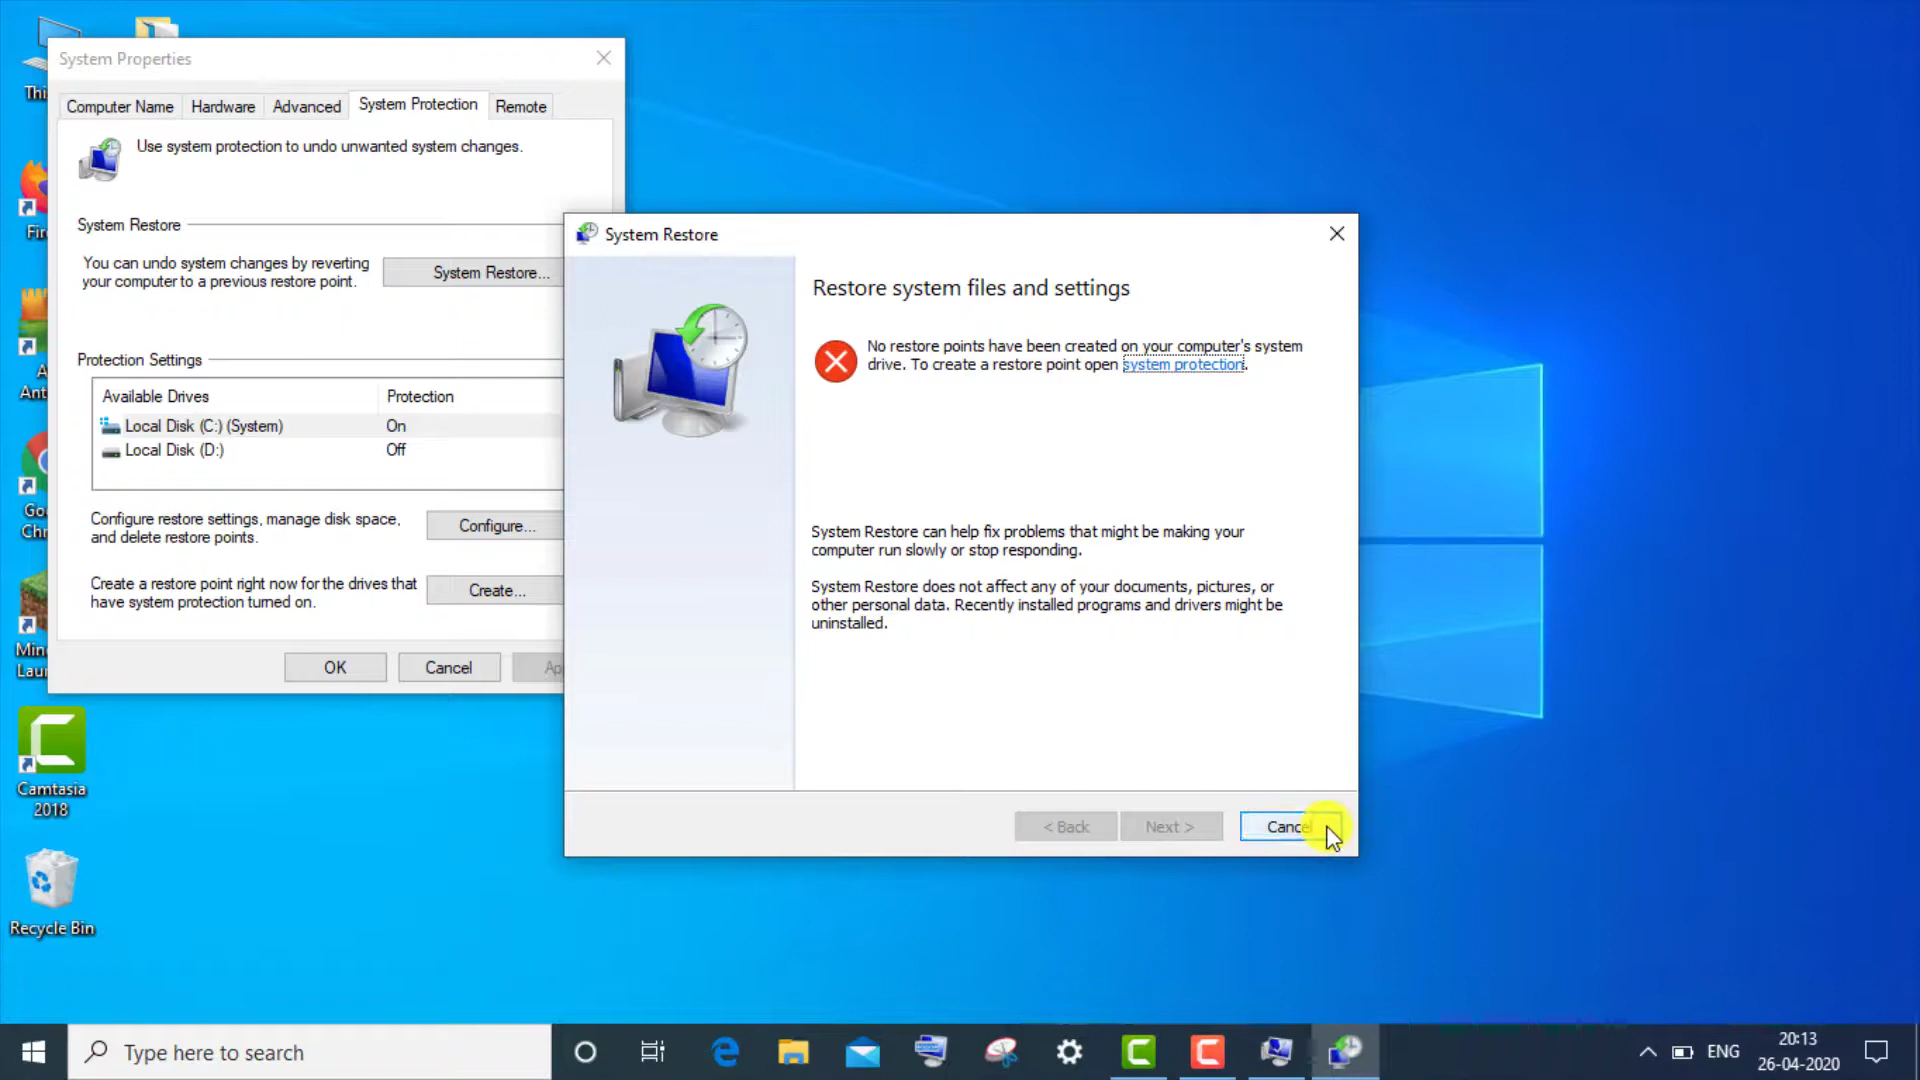 System Properties
Computer Name
Hardware
Advanced
System Protection
Remote
Use system protection to undo unwanted system changes.
System Restore
You can undo system changes by reverting
your computer to a previous restore point.
System Restore...
Protection Settings
Available Drives
Protection
Local Disk (C:) (System)
On
Local Disk (D:)
Off
Configure restore settings, manage disk space,
and delete restore points.
Configure...
Create a restore point right now for the drives that
have system protection turned on.
Create...
OK
Cancel
System Restore
Restore system files and settings
No restore points have been created on your computer's system
drive. To create a restore point open system protection.
System Restore can help fix problems that might be making your
computer run slowly or stop responding.
System Restore does not affect any of your documents, pictures, or
other personal data. Recently installed programs and drivers might be
uninstalled.
< Back
Next >
Cancel
Camtasia
2018
Recycle Bin
Type here to search
ENG
20:13
26-04-2020